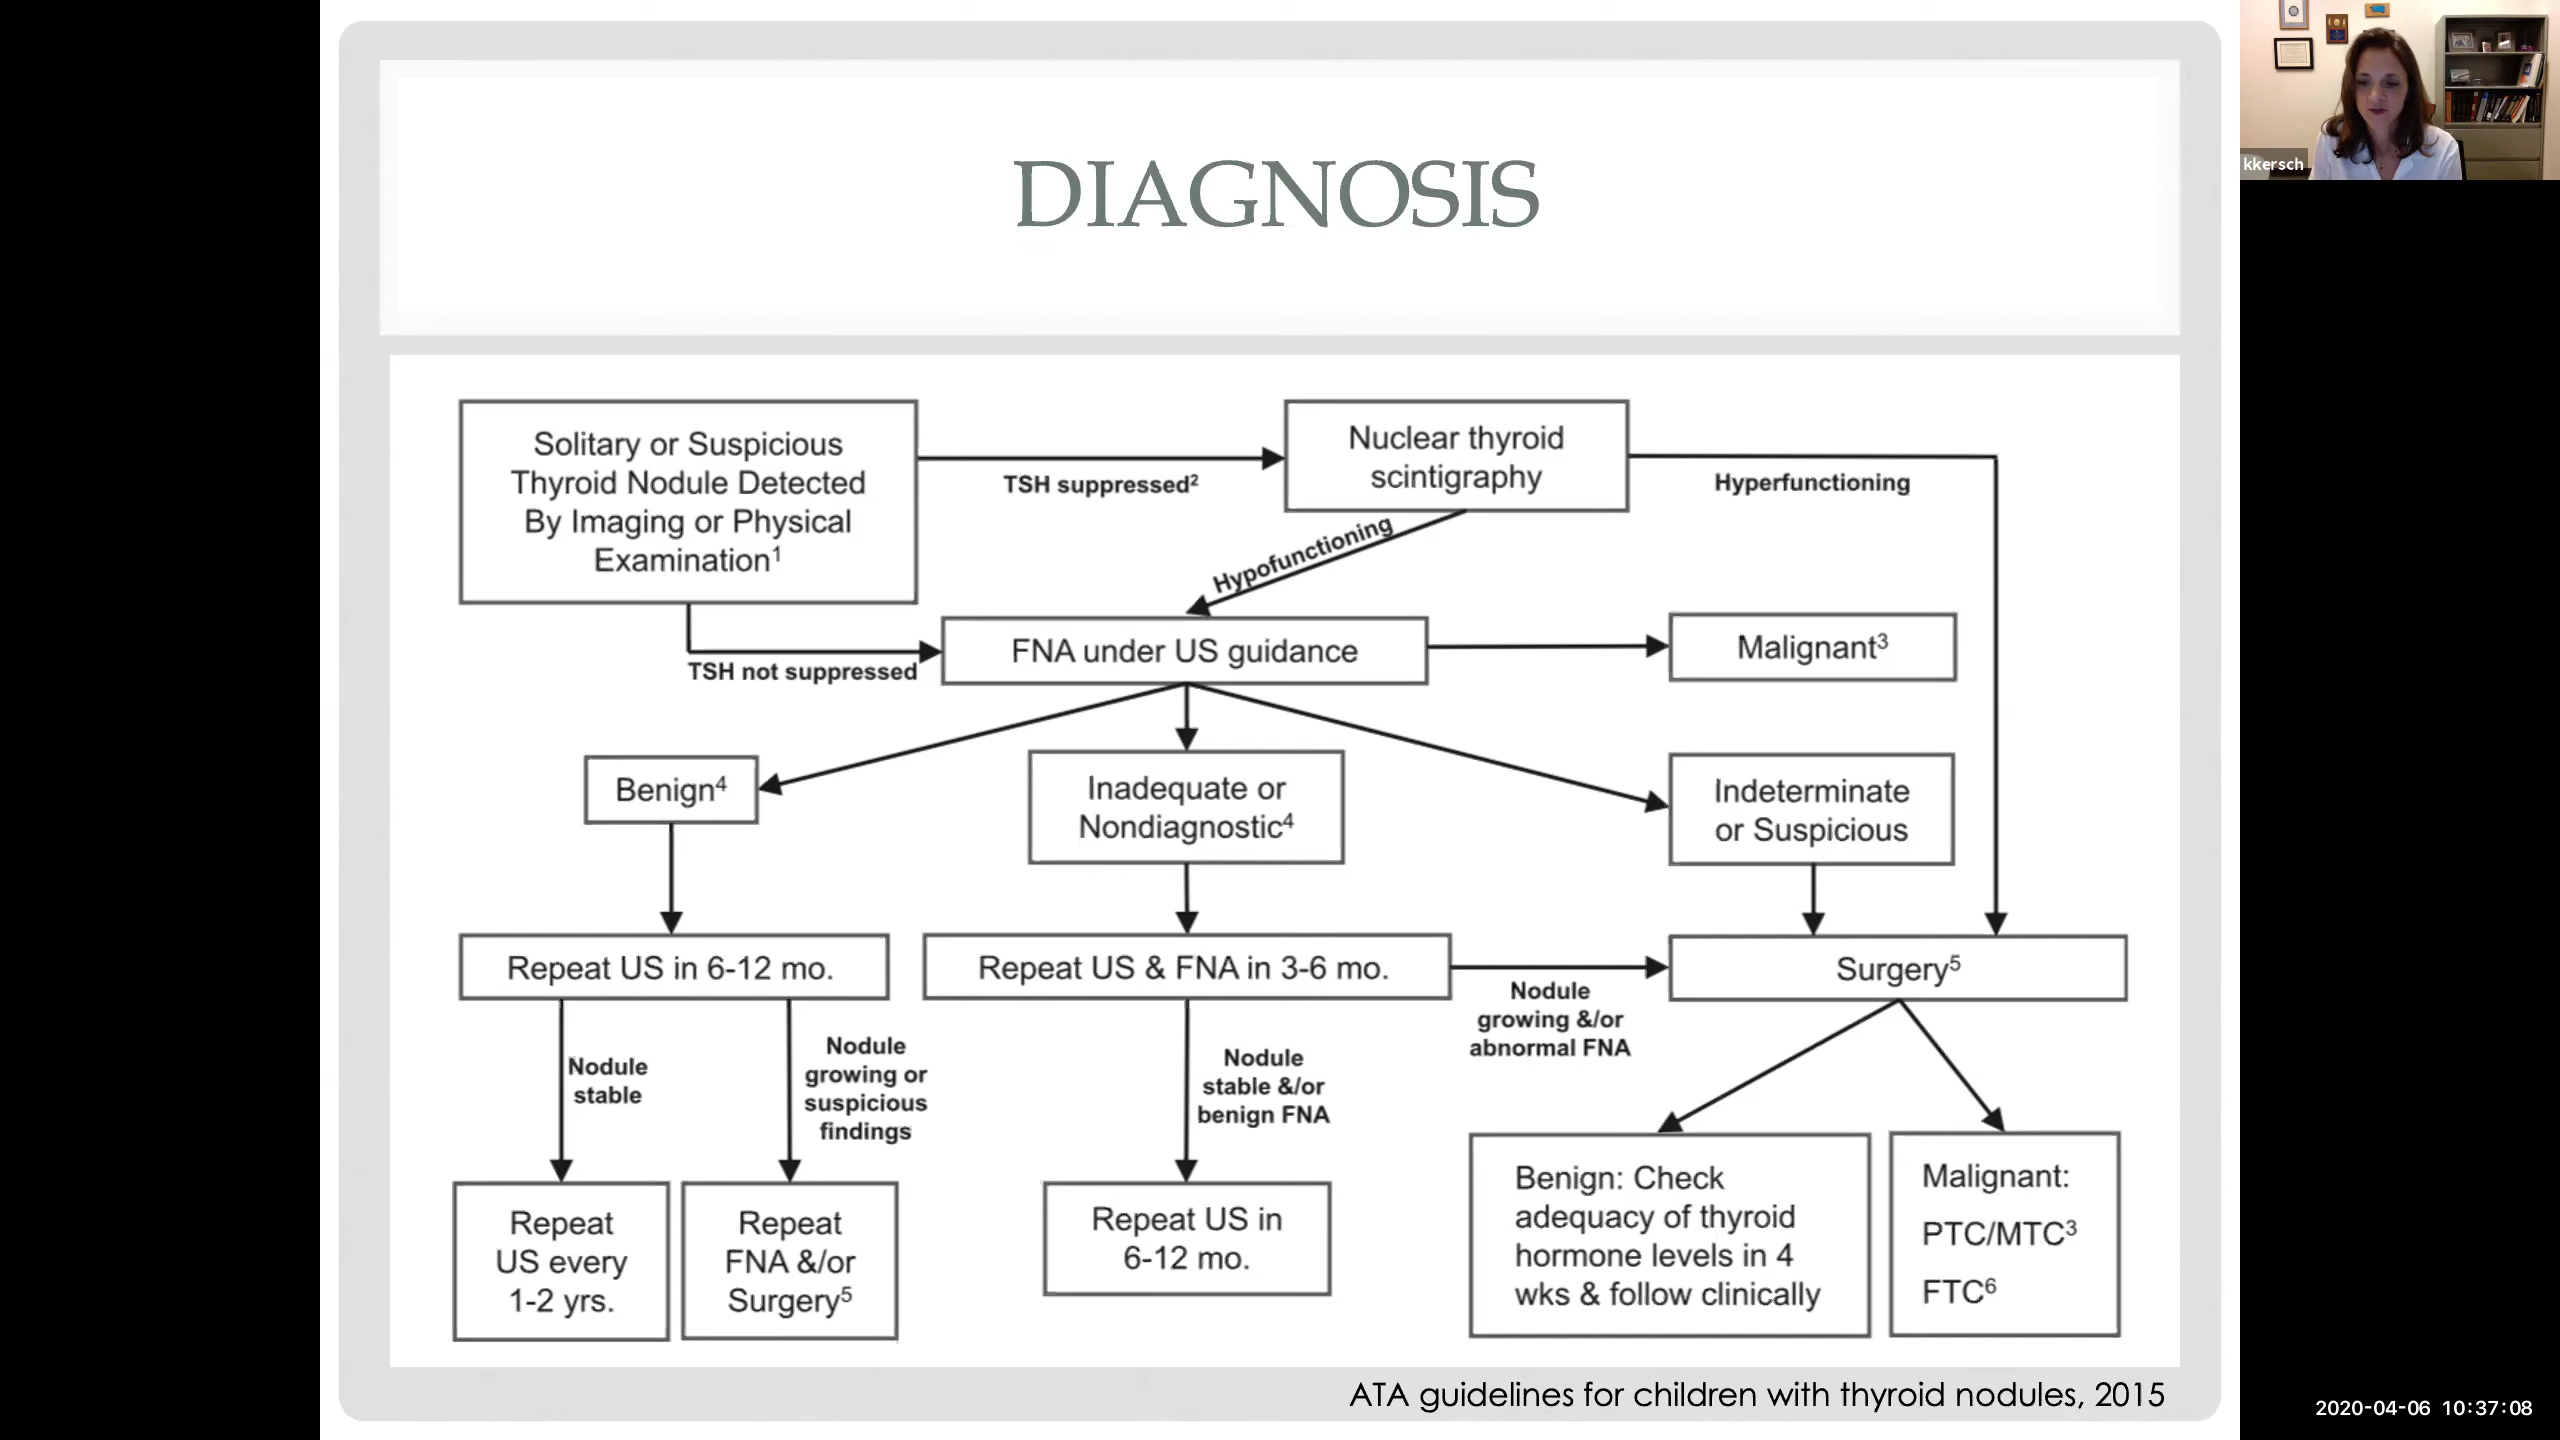 DIAGNOSIS
kkersch
Solitary or Suspicious
Thyroid Nodule Detected
By Imaging or Physical
Examination¹
TSH suppressed²
Nuclear thyroid
scintigraphy
Hyperfunctioning
Hypofunctioning
TSH not suppressed
FNA under US guidance
Malignant³
Benign⁴
Inadequate or
Nondiagnostic⁴
Indeterminate
or Suspicious
Repeat US in 6-12 mo.
Repeat US & FNA in 3-6 mo.
Nodule
growing &/or
abnormal FNA
Surgery⁵
Nodule
stable
Nodule
growing or
suspicious
findings
Nodule
stable &/or
benign FNA
Repeat
US every
1-2 yrs.
Repeat
FNA &/or
Surgery⁵
Repeat US in
6-12 mo.
Benign: Check
adequacy of thyroid
hormone levels in 4
wks & follow clinically
Malignant:
PTC/MTC³
FTC⁶
ATA guidelines for children with thyroid nodules, 2015
2020-04-06 10:37:08